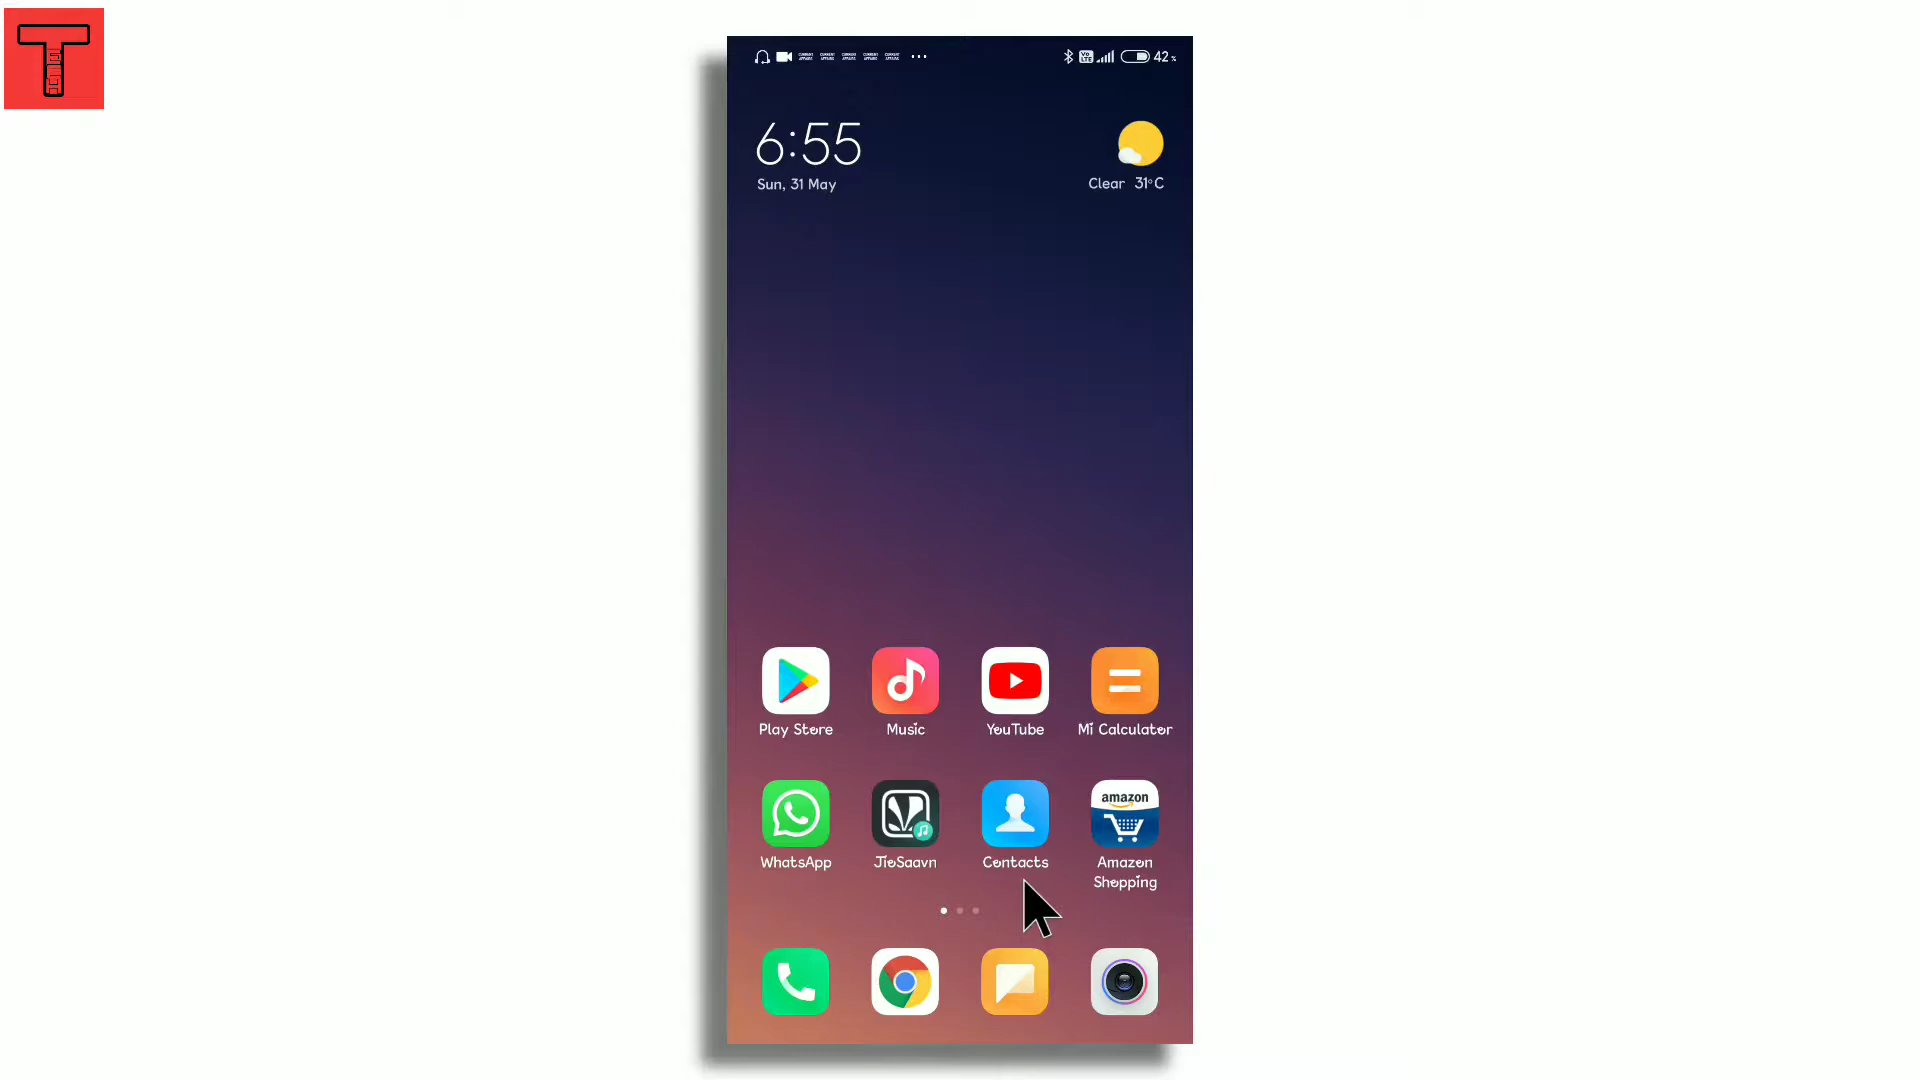 42%
6:55
Sun, 31 May
Clear 31°C
Play Store
Music
YouTube
Mi Calculator
amazon
WhatsApp
JioSaavn
Contacts
Amazon
Shopping